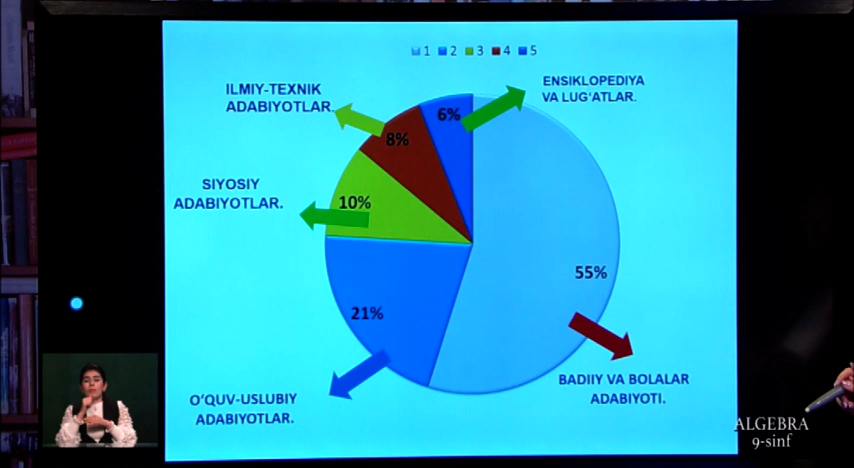 1 2 3 4 5
ILMIY-TEXNIK
ADABIYOTLAR.
ENSIKLOPEDIYA
VA LUG‘ATLAR.
6%
8%
SIYOSIY
ADABIYOTLAR.
10%
55%
21%
O‘QUV-USLUBIY
ADABIYOTLAR.
BADIIY VA BOLALAR
ADABIYOTI.
ALGEBRA
9-sinf